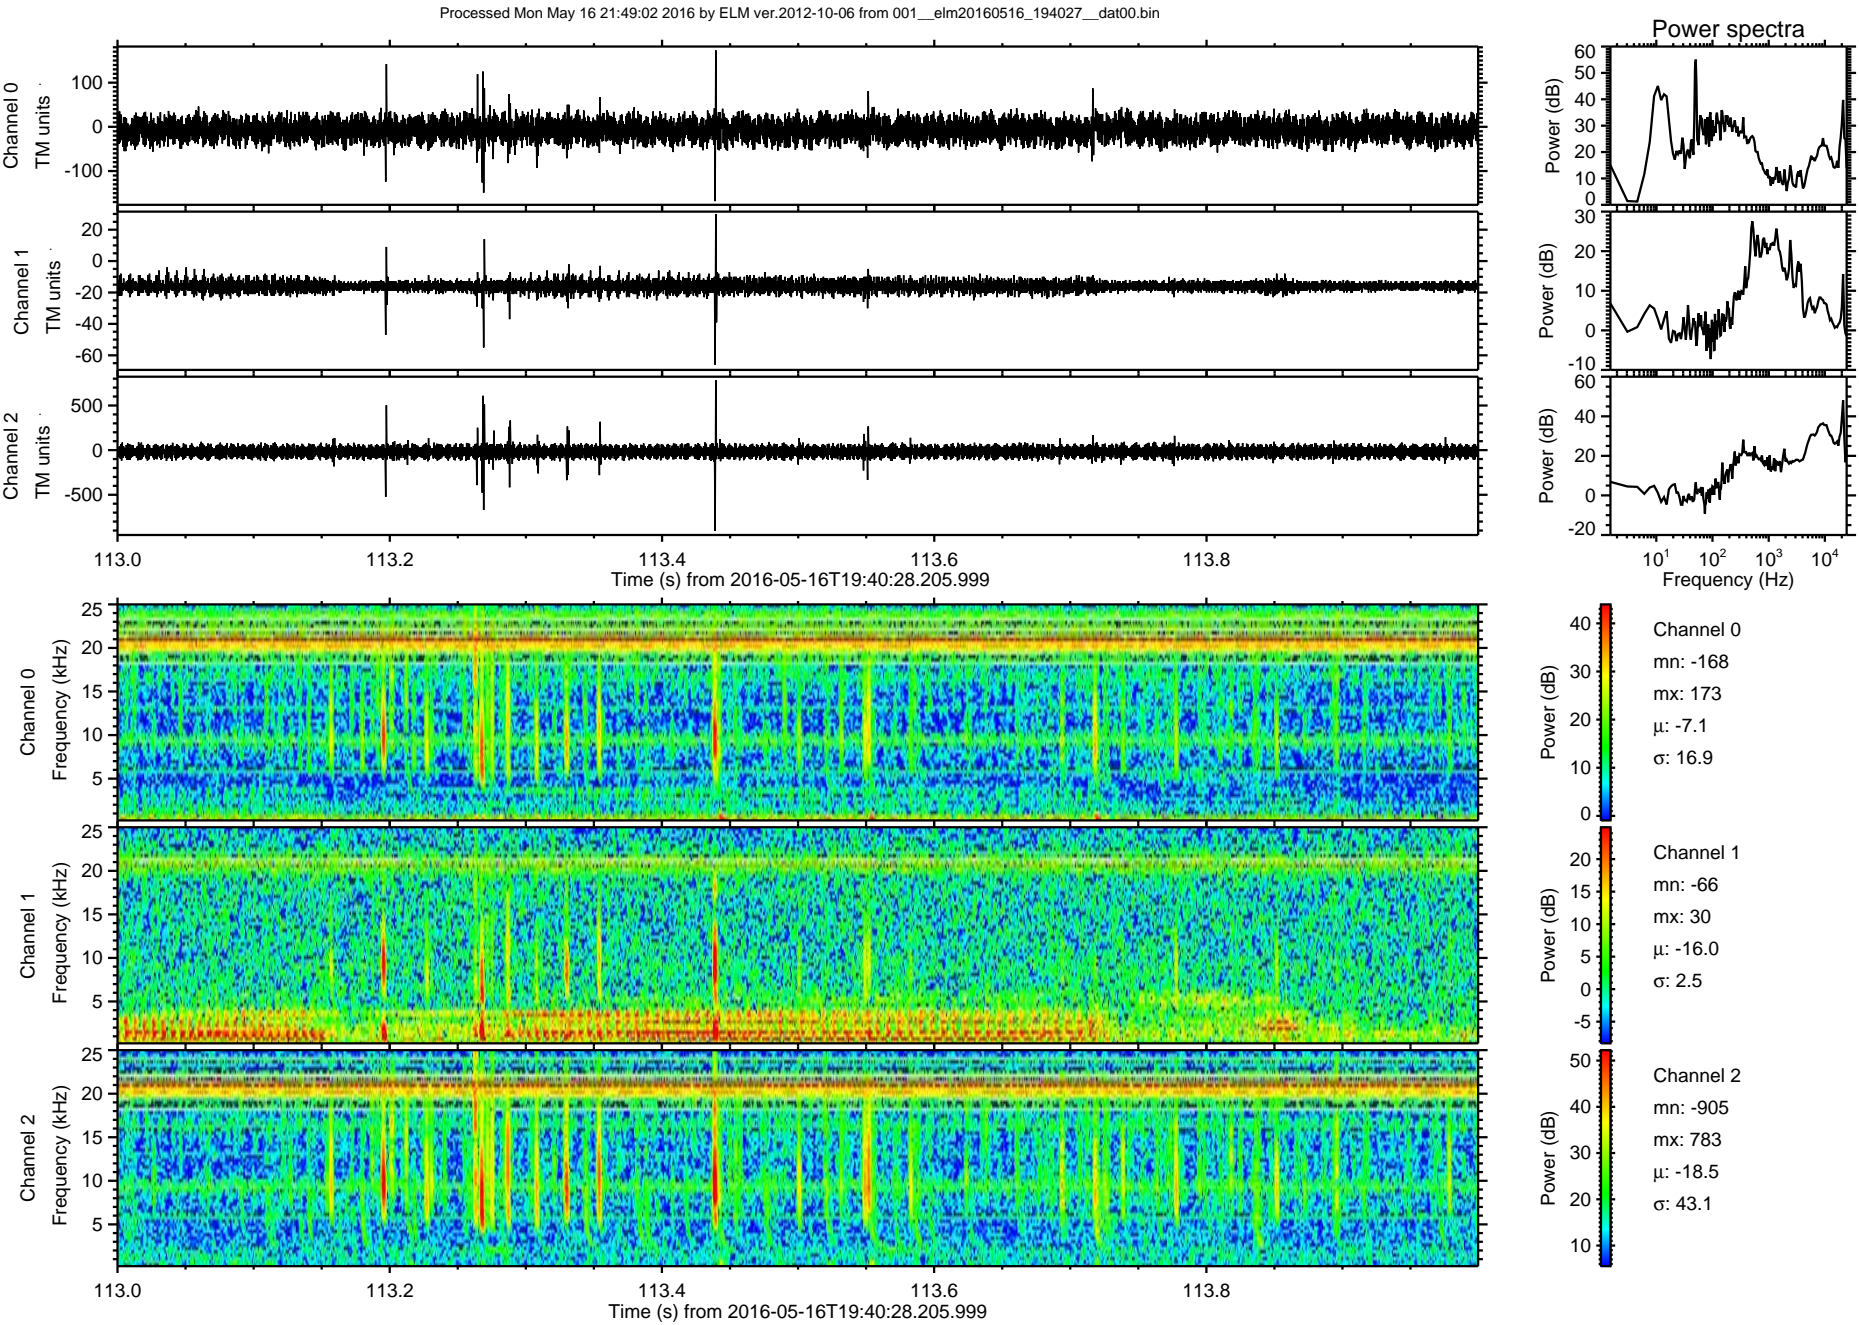 Processed Mon May 16 21:49:02 2016 by ELM ver.2012-10-06 from 001__elm20160516_194027__dat00.bin
Power spectra
Channel 0
TM units
100
0
-100
Power (dB)
60
50
40
30
20
10
0
Channel 1
TM units
20
0
-20
-40
-60
Power (dB)
30
20
10
0
-10
Channel 2
TM units
500
0
-500
Power (dB)
60
40
20
0
-20
113.0 113.2 113.4 113.6 113.8
Time (s) from 2016-05-16T19:40:28.205.999
10¹ 10² 10³ 10⁴
Frequency (Hz)
Channel 0
Frequency (kHz)
25
20
15
10
5
Power (dB)
40
30
20
10
0
Channel 0
mn: -168
mx: 173
μ: -7.1
σ: 16.9
Channel 1
Frequency (kHz)
25
20
15
10
5
Power (dB)
20
15
10
5
0
-5
Channel 1
mn: -66
mx: 30
μ: -16.0
σ: 2.5
Channel 2
Frequency (kHz)
25
20
15
10
5
Power (dB)
50
40
30
20
10
Channel 2
mn: -905
mx: 783
μ: -18.5
σ: 43.1
113.0 113.2 113.4 113.6 113.8
Time (s) from 2016-05-16T19:40:28.205.999